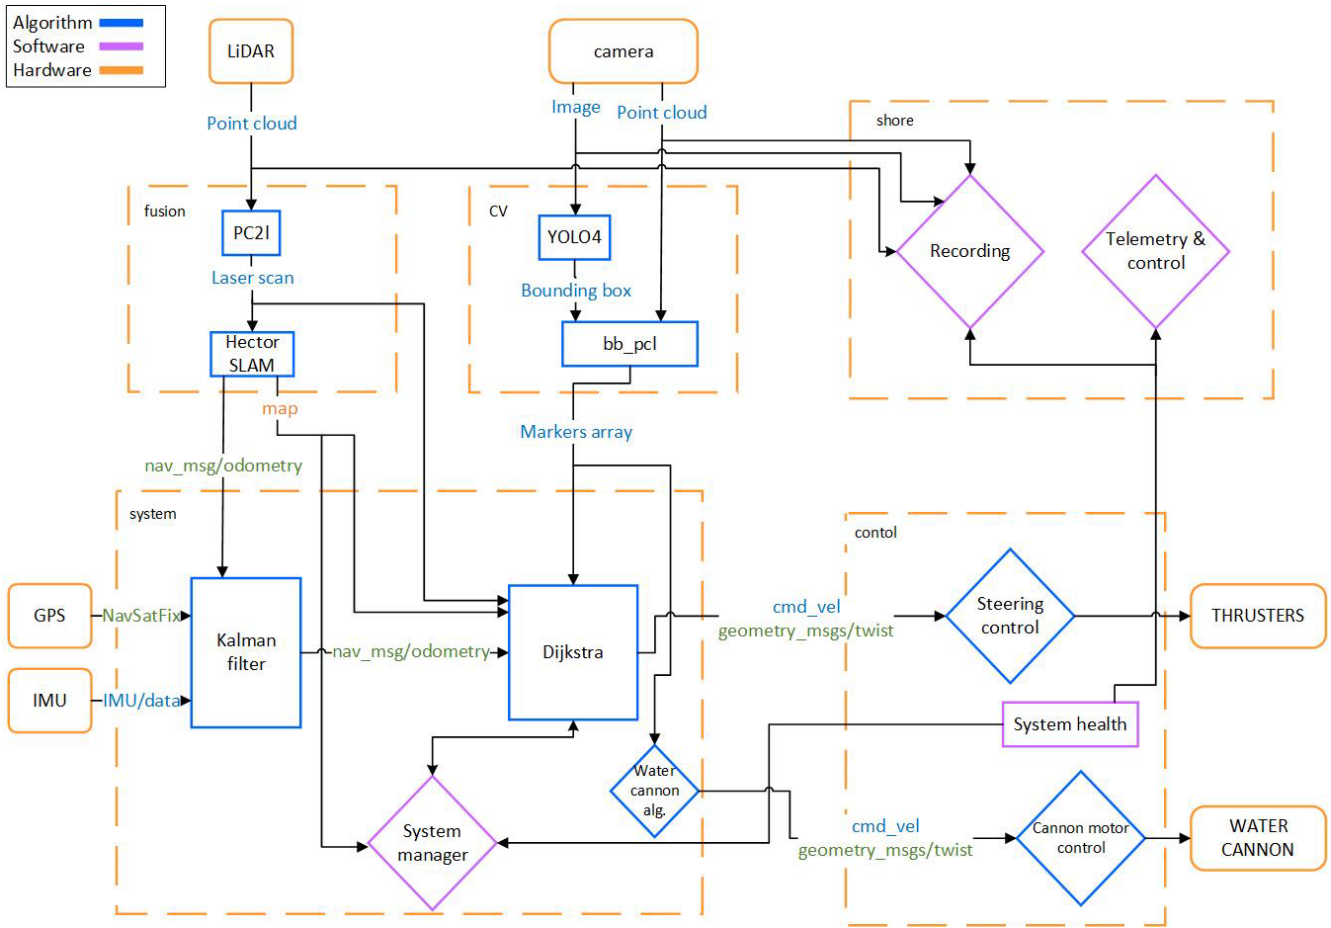 Algorithm
Software
Hardware
LiDAR
camera
Point cloud
Image
Point cloud
shore
fusion
CV
PC2l
YOLO4
Recording
Telemetry &
control
Laser scan
Bounding box
Hector
SLAM
bb_pcl
map
Markers array
nav_msg/odometry
system
contol
GPS
NavSatFix
Kalman
filter
nav_msg/odometry
Dijkstra
cmd_vel
geometry_msgs/twist
Steering
control
THRUSTERS
IMU
IMU/data
System health
Water
cannon
alg.
System
manager
cmd_vel
geometry_msgs/twist
Cannon motor
control
WATER
CANNON